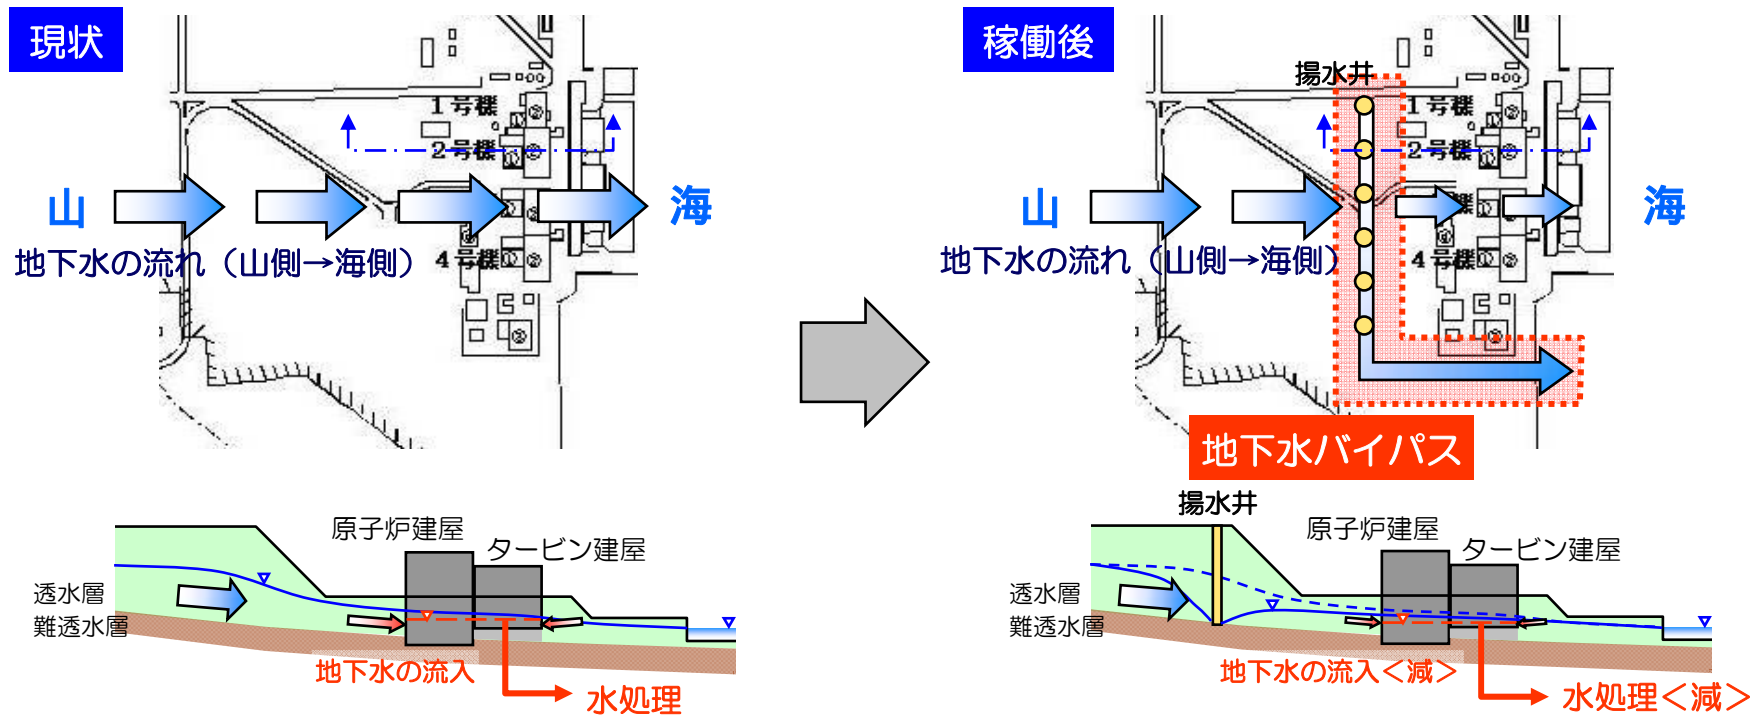 現状
1号機
2号機
4号機
山
海
地下水の流れ（山側→海側）
原子炉建屋
タービン建屋
透水層
難透水層
地下水の流入
水処理
稼働後
揚水井
1号機
2号機
機
4号機
山
海
地下水の流れ（山側→海側）
地下水バイパス
揚水井
原子炉建屋
タービン建屋
透水層
難透水層
地下水の流入＜減＞
水処理＜減＞